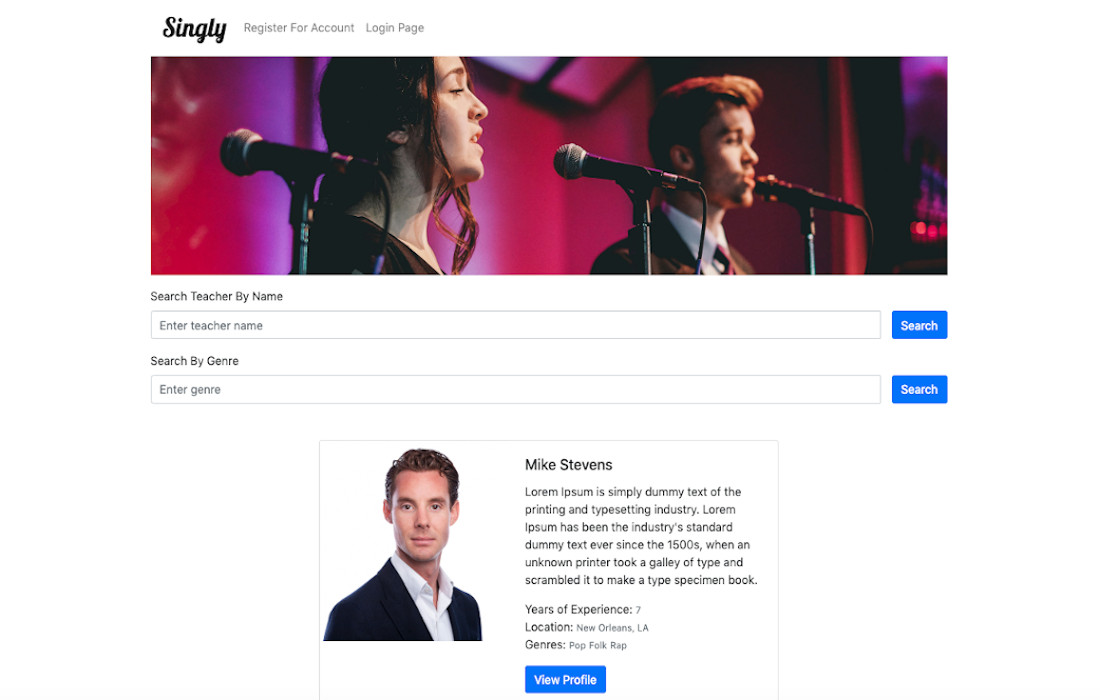 Singly Register For Account Login Page
Search Teacher By Name
Enter teacher name Search
Search By Genre
Enter genre Search
Mike Stevens
Lorem Ipsum is simply dummy text of the
printing and typesetting industry. Lorem
Ipsum has been the industry's standard
dummy text ever since the 1500s, when an
unknown printer took a galley of type and
scrambled it to make a type specimen book.
Years of Experience: 7
Location: New Orleans, LA
Genres: Pop Folk Rap
View Profile